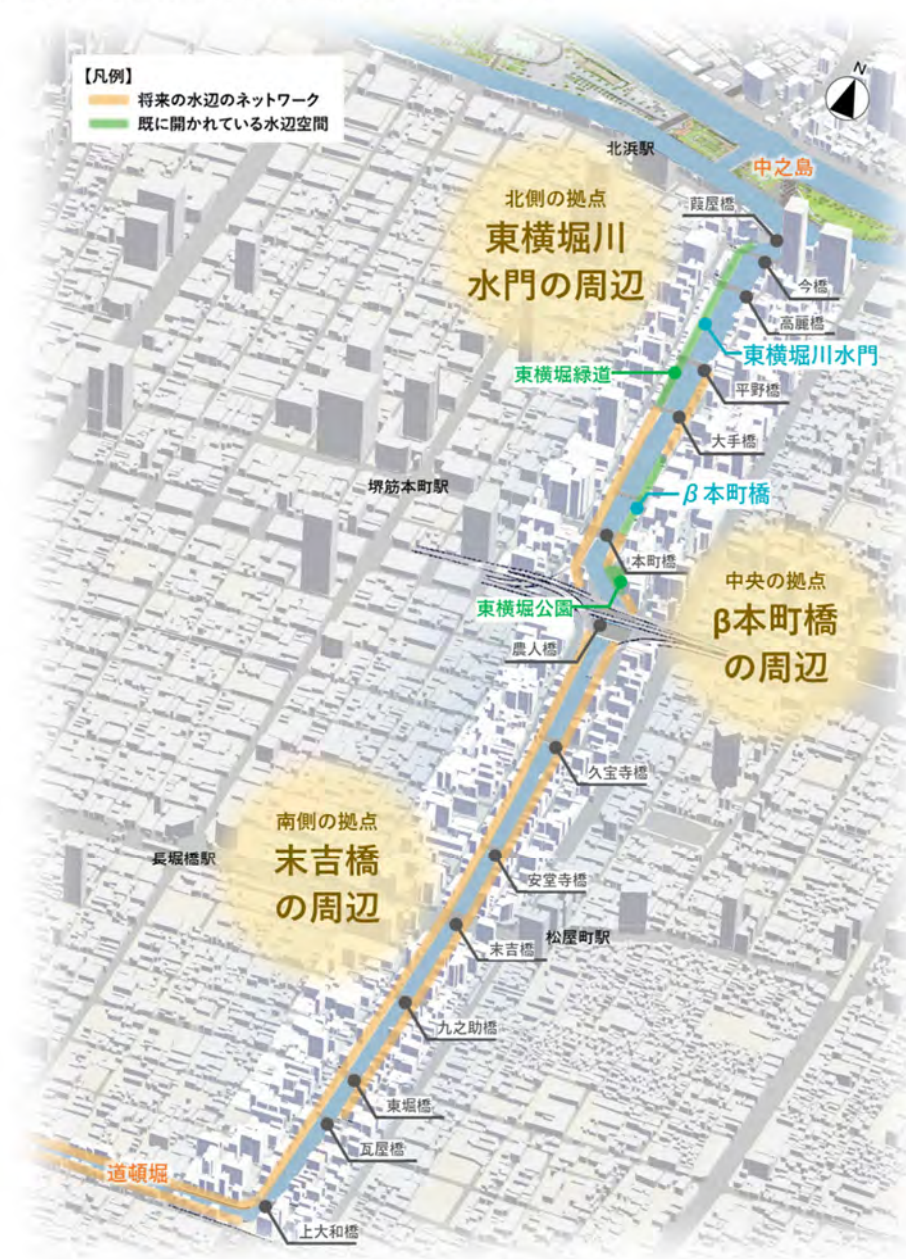 【凡例】
将来の水辺のネットワーク
既に開かれている水辺空間
N
北浜駅
中之島
北側の拠点
東横堀川
水門の周辺
葭屋橋
今橋
高麗橋
東横堀川水門
東横堀緑道
平野橋
大手橋
堺筋本町駅
β本町橋
本町橋
東横堀公園
農人橋
中央の拠点
β本町橋
の周辺
久宝寺橋
南側の拠点
末吉橋
の周辺
長堀橋駅
安堂寺橋
末吉橋
松屋町駅
九之助橋
東堀橋
瓦屋橋
道頓堀
上大和橋